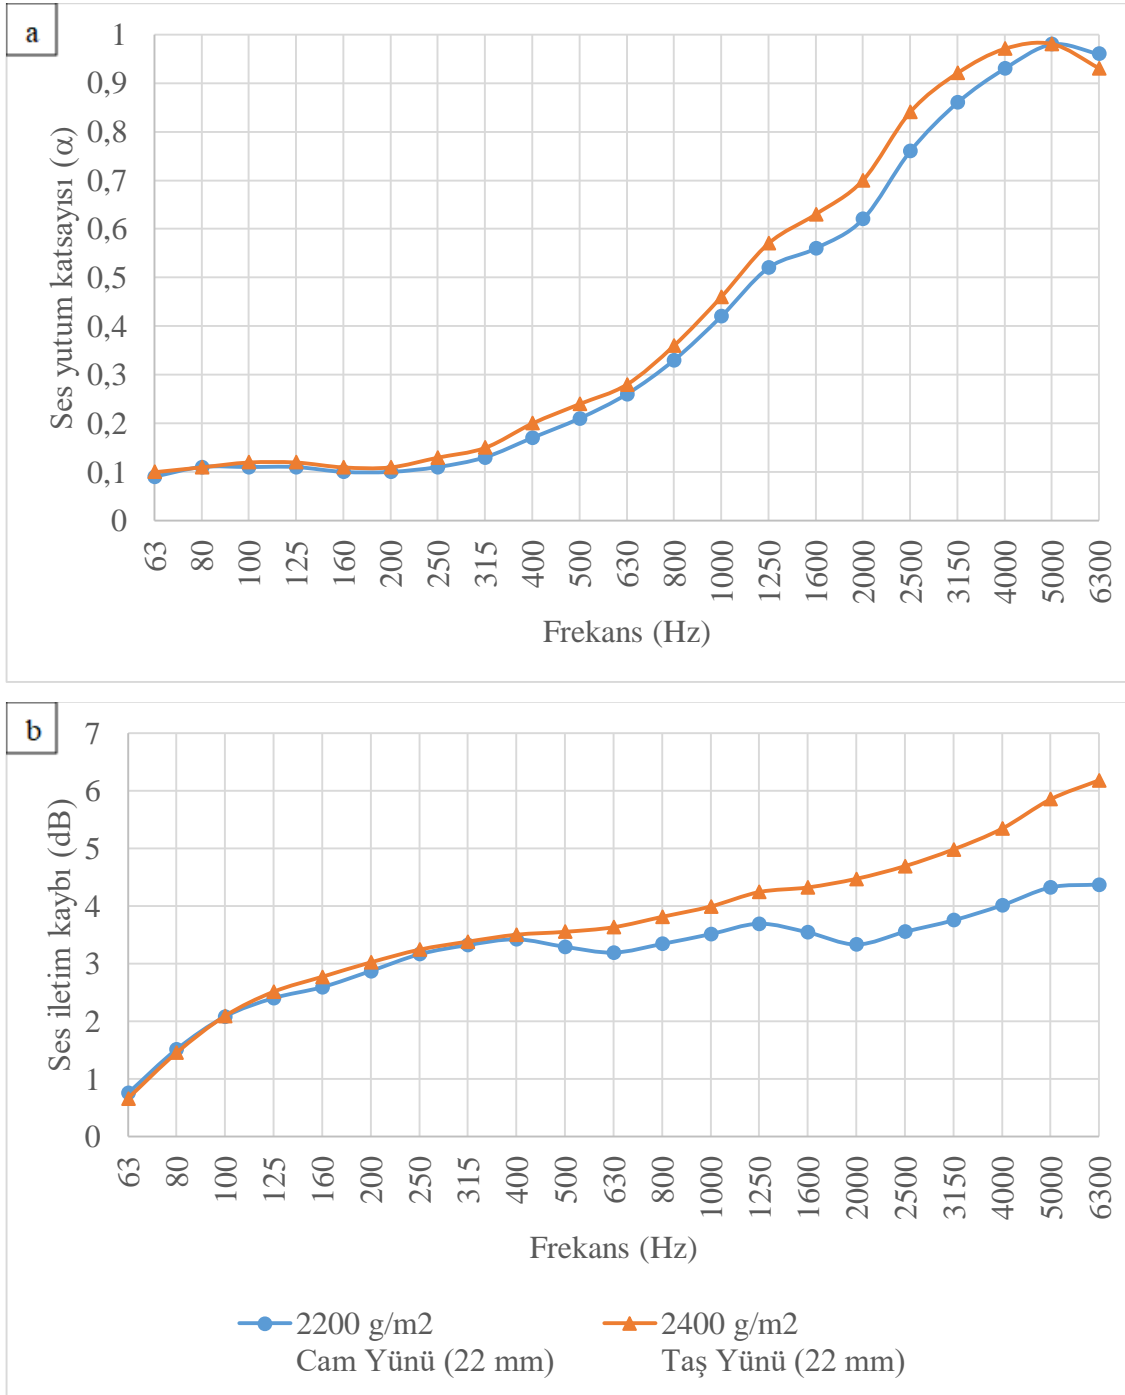 a
Ses yutum katsayısı (α)
1
0,9
0,8
0,7
0,6
0,5
0,4
0,3
0,2
0,1
0
63 80 100 125 160 200 250 315 400 500 630 800 1000 1250 1600 2000 2500 3150 4000 5000 6300
Frekans (Hz)
b
Ses iletim kaybı (dB)
7
6
5
4
3
2
1
0
63 80 100 125 160 200 250 315 400 500 630 800 1000 1250 1600 2000 2500 3150 4000 5000 6300
Frekans (Hz)
2200 g/m2
Cam Yünü (22 mm)
2400 g/m2
Taş Yünü (22 mm)